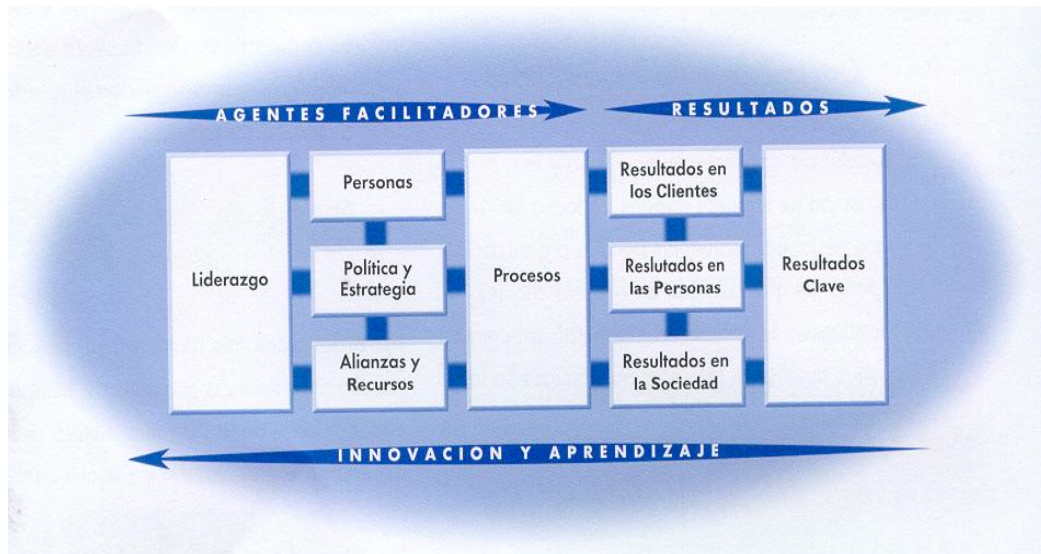 AGENTES FACILITADORES
RESULTADOS
Liderazgo
Personas
Política y
Estrategia
Alianzas y
Recursos
Procesos
Resultados en
los Clientes
Reslutados en
las Personas
Resultados en
la Sociedad
Resultados
Clave
INNOVACION Y APRENDIZAJE